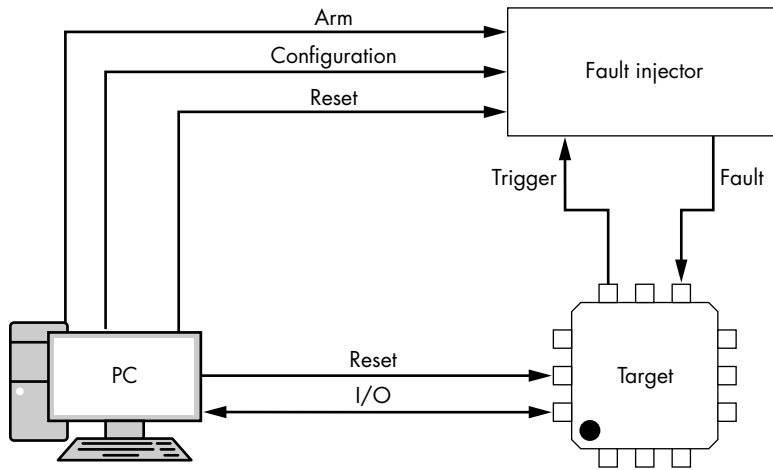 Arm
Configuration
Reset
Fault injector
Trigger
Fault
PC
Reset
I/O
Target